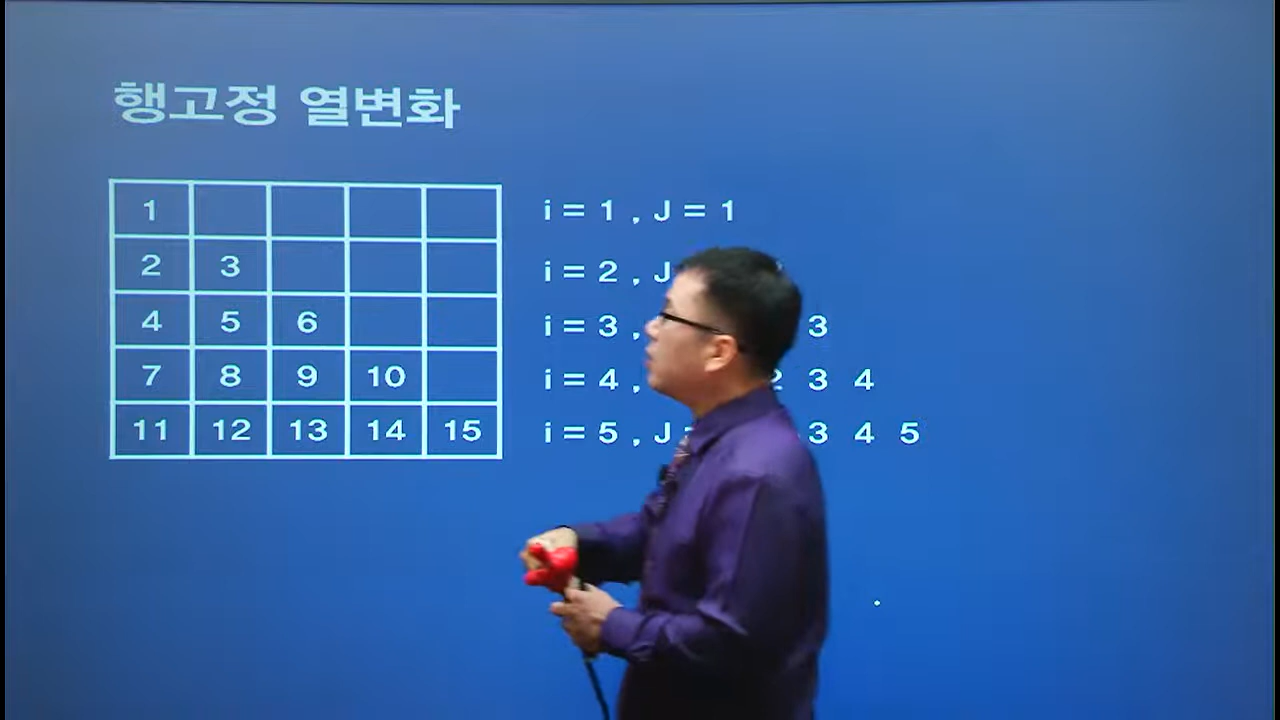 행고정 열변화
1
2 3
4 5 6
7 8 9 10
11 12 13 14 15
i = 1 , J = 1
i = 2 , J
i = 3 , 3
i = 4 , 2 3 4
i = 5 , J = 3 4 5